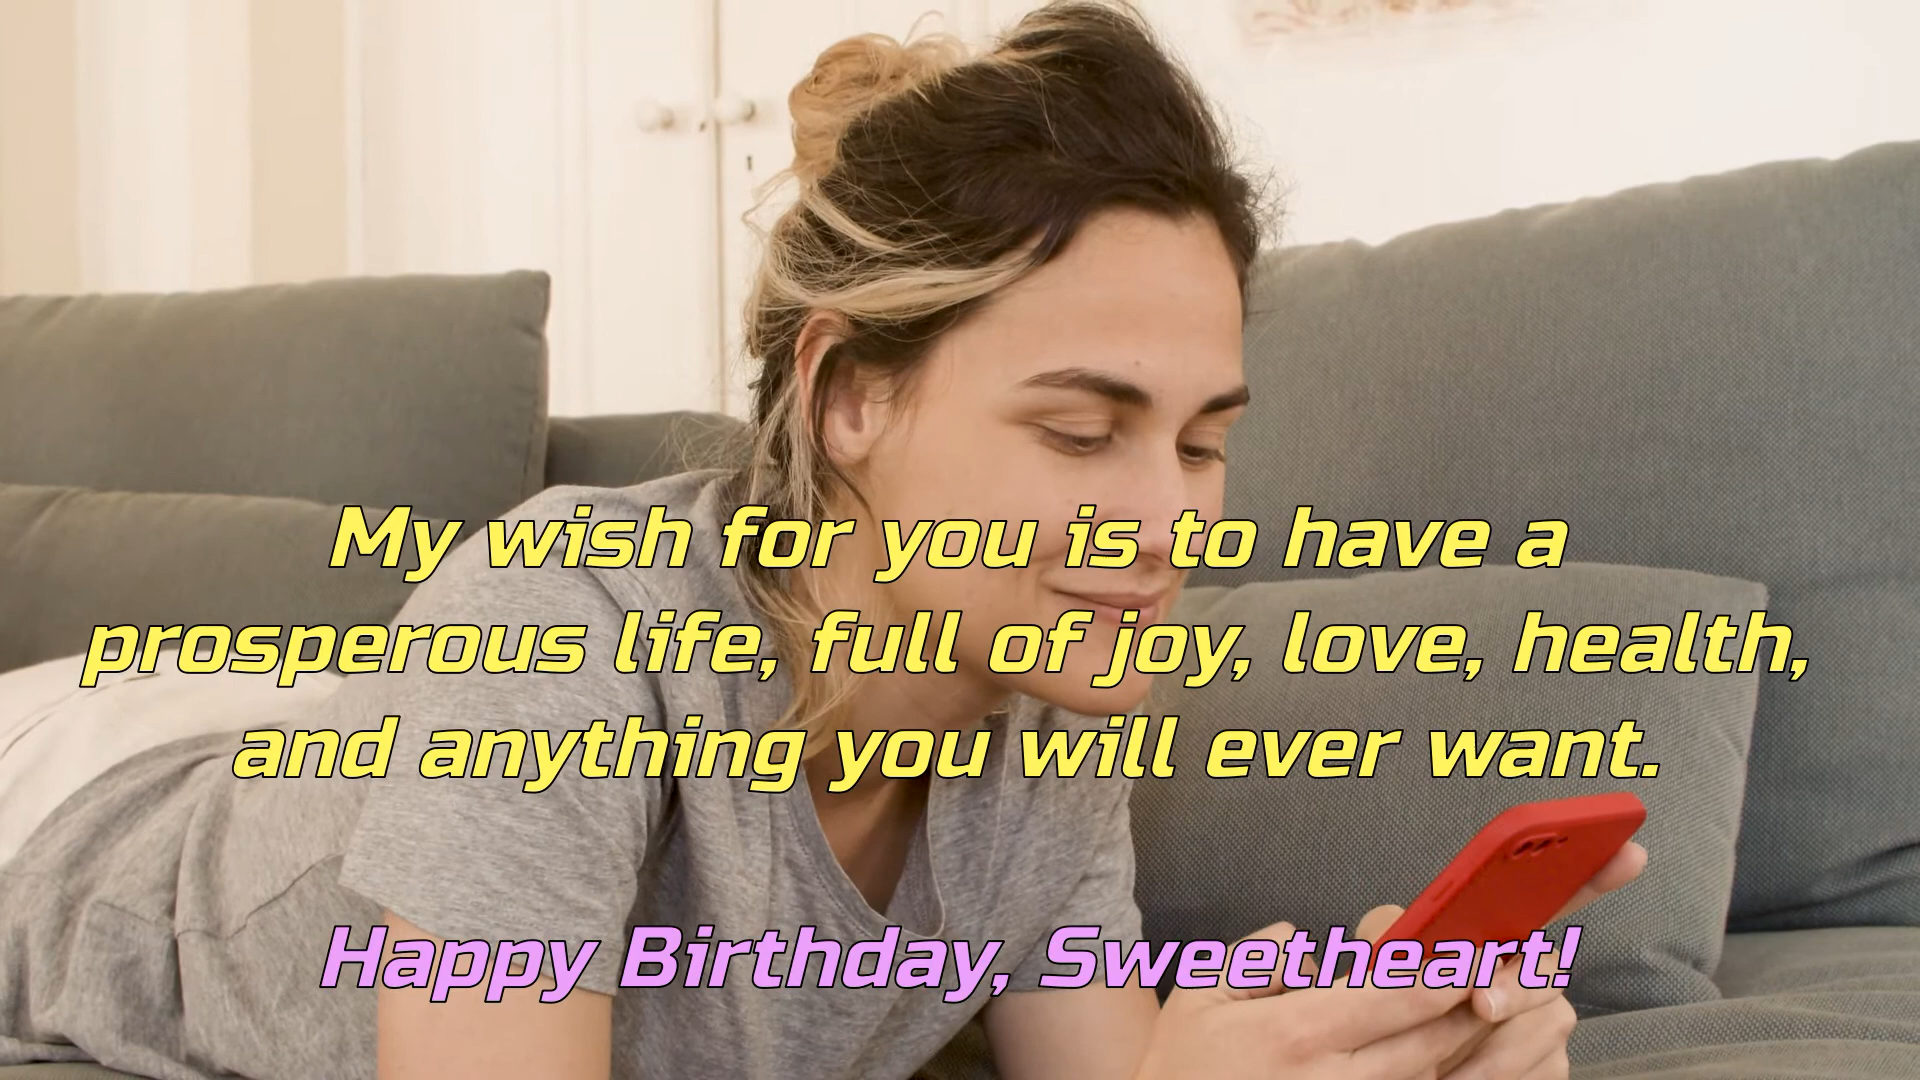 My wish for you is to have a
prosperous life, full of joy, love, health,
and anything you will ever want.
Happy Birthday, Sweetheart!